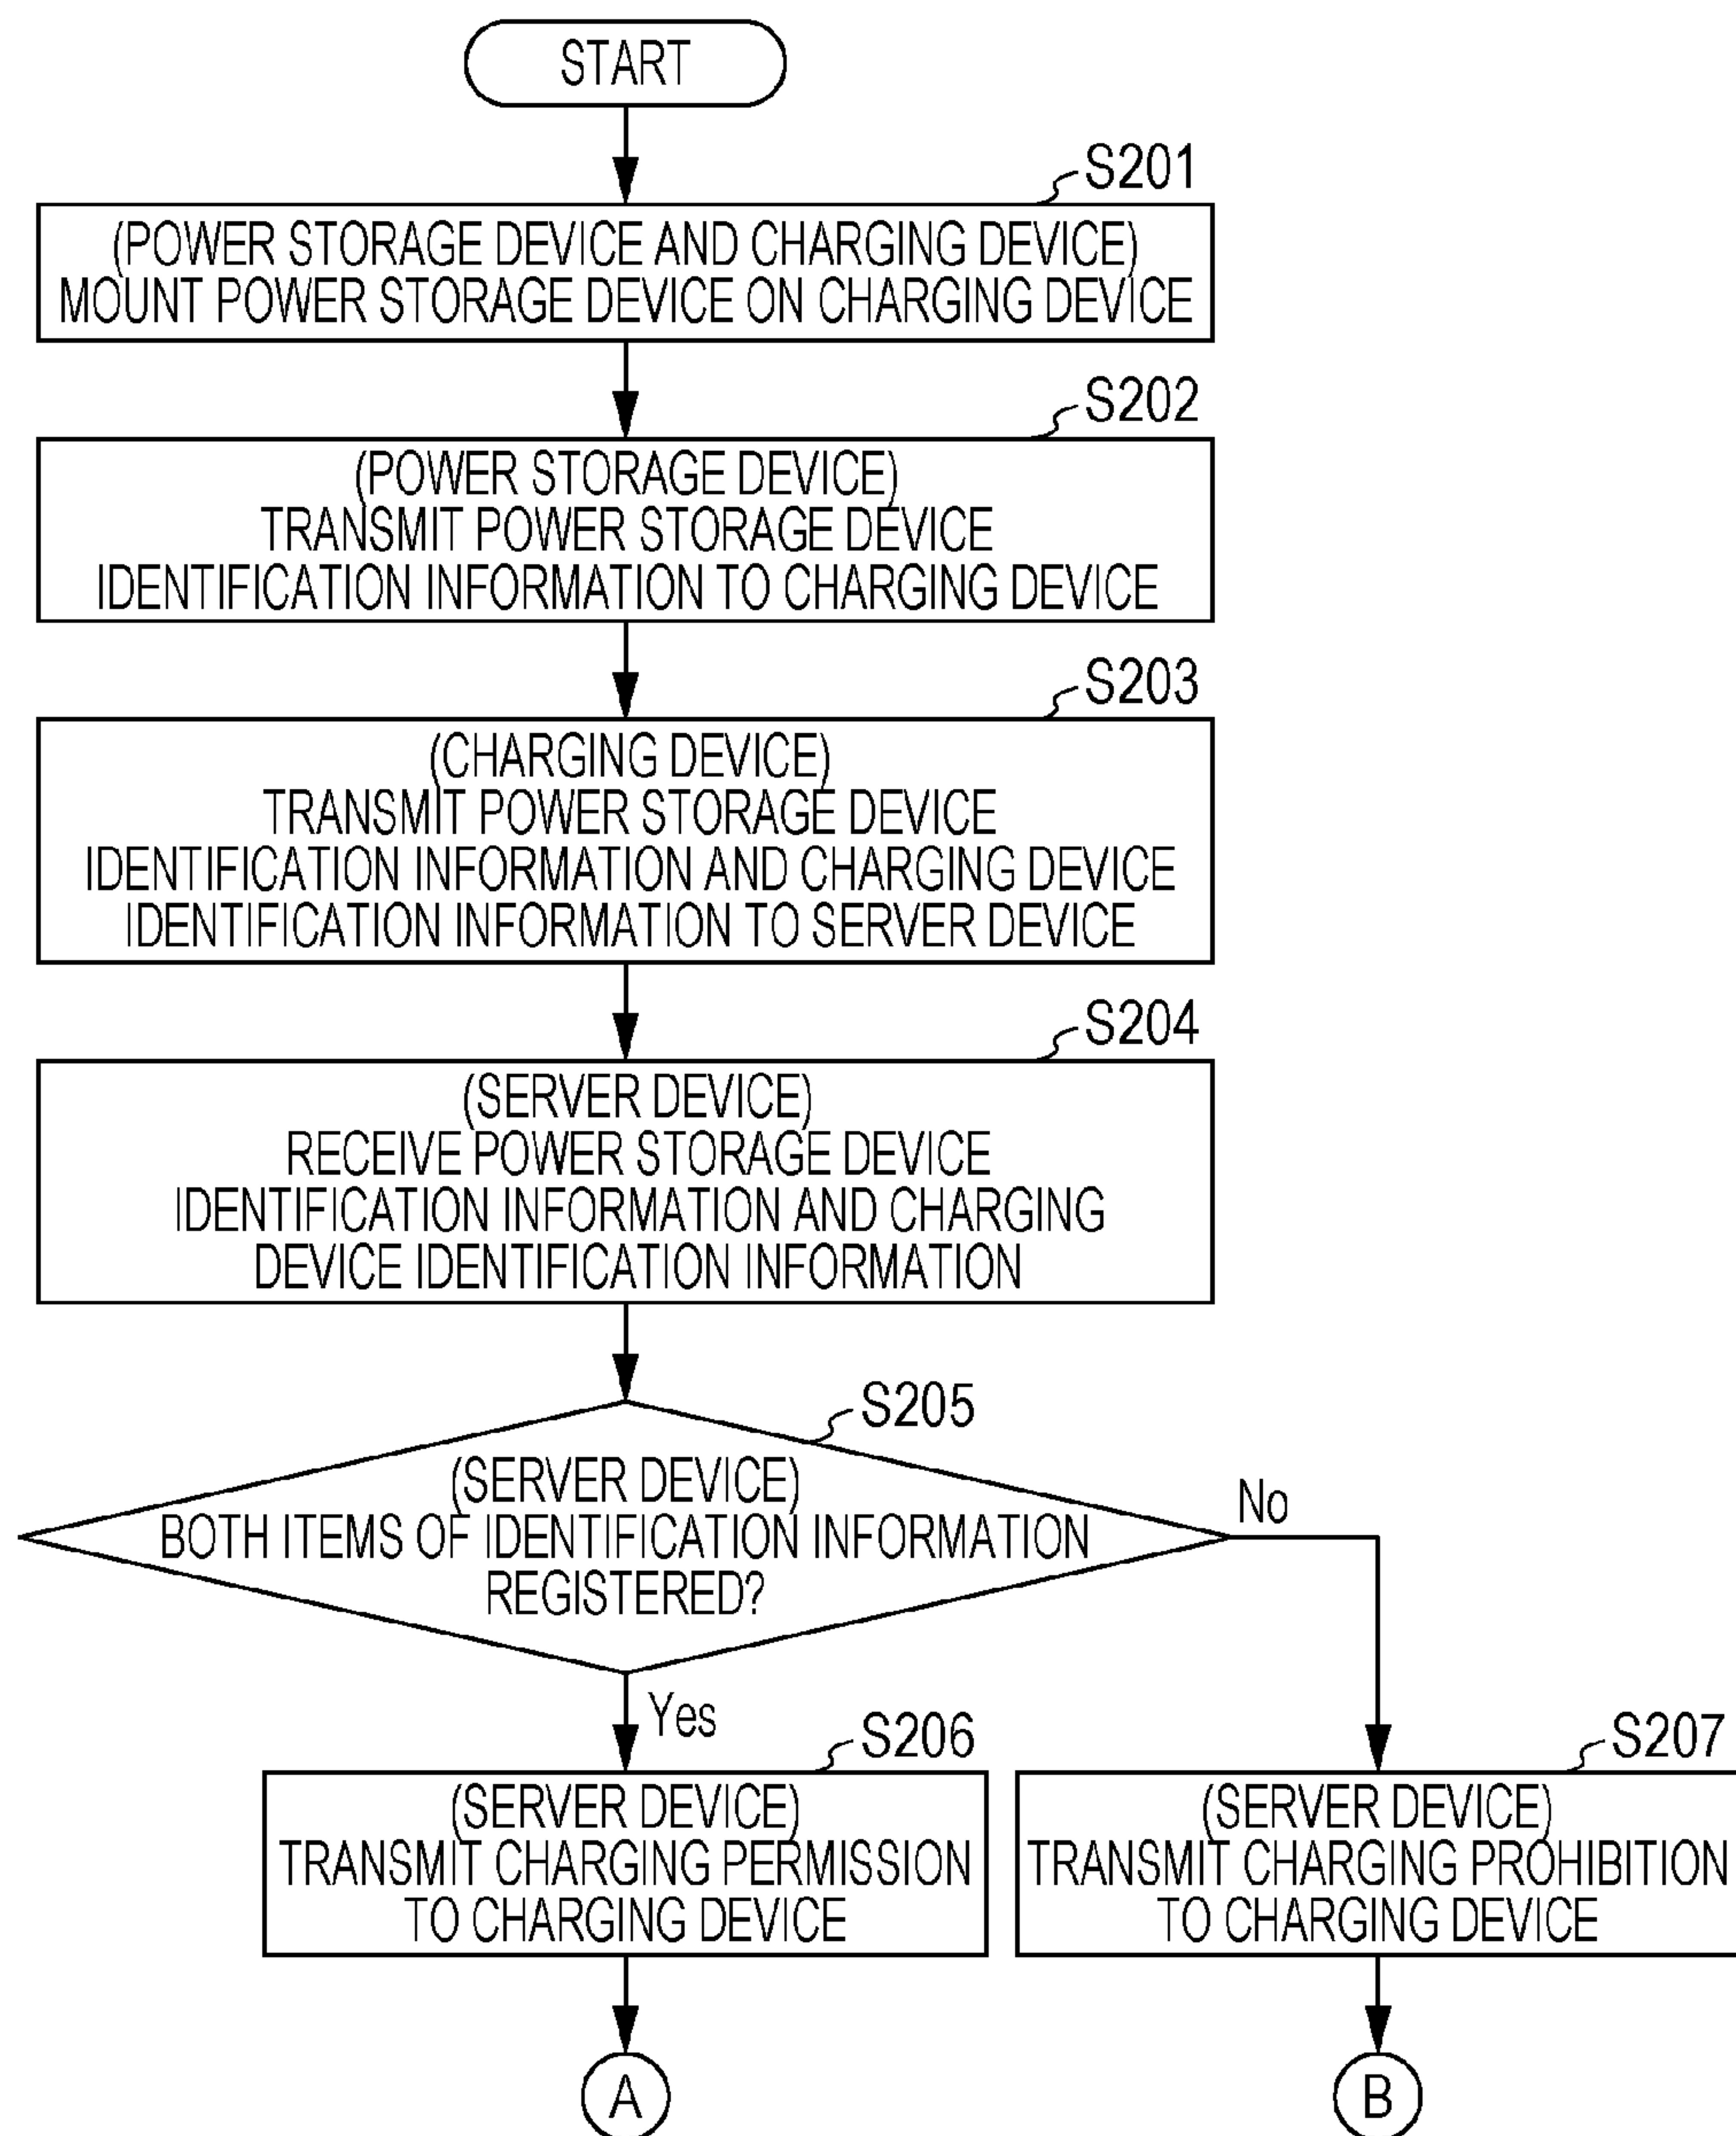 START
S201
(POWER STORAGE DEVICE AND CHARGING DEVICE)
MOUNT POWER STORAGE DEVICE ON CHARGING DEVICE
S202
(POWER STORAGE DEVICE)
TRANSMIT POWER STORAGE DEVICE
IDENTIFICATION INFORMATION TO CHARGING DEVICE
S203
(CHARGING DEVICE)
TRANSMIT POWER STORAGE DEVICE
IDENTIFICATION INFORMATION AND CHARGING DEVICE
IDENTIFICATION INFORMATION TO SERVER DEVICE
S204
(SERVER DEVICE)
RECEIVE POWER STORAGE DEVICE
IDENTIFICATION INFORMATION AND CHARGING
DEVICE IDENTIFICATION INFORMATION
S205
(SERVER DEVICE)
BOTH ITEMS OF IDENTIFICATION INFORMATION
REGISTERED?
No
Yes
S206
(SERVER DEVICE)
TRANSMIT CHARGING PERMISSION
TO CHARGING DEVICE
S207
(SERVER DEVICE)
TRANSMIT CHARGING PROHIBITION
TO CHARGING DEVICE
A
B